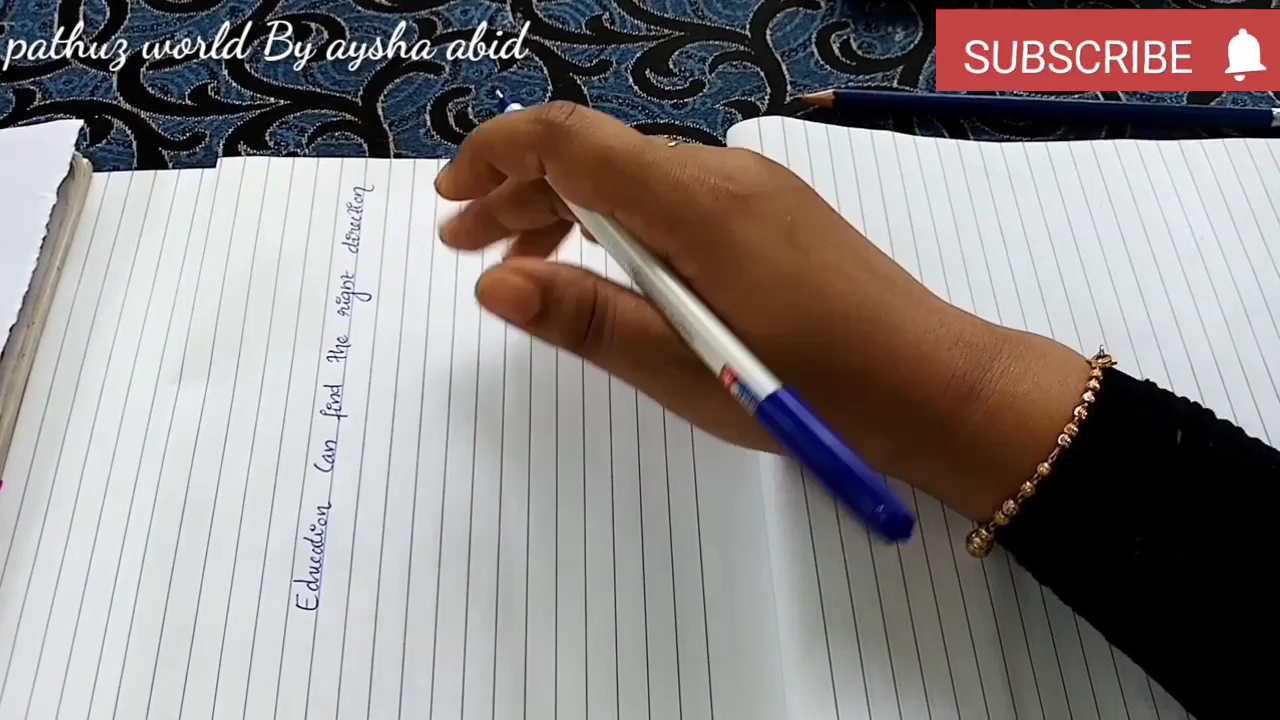 pathuz world By aysha abid
SUBSCRIBE
Education Can find the right direction